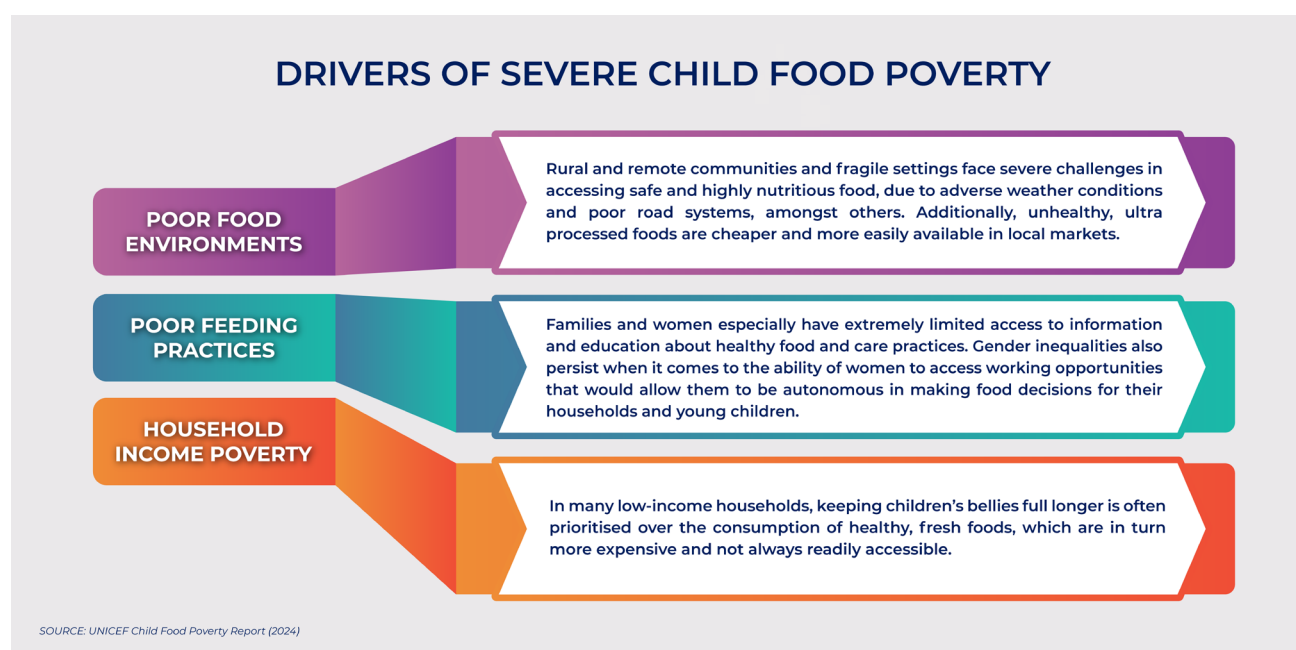 DRIVERS OF SEVERE CHILD FOOD POVERTY
POOR FOOD
ENVIRONMENTS
Rural and remote communities and fragile settings face severe challenges in
accessing safe and highly nutritious food, due to adverse weather conditions
and poor road systems, amongst others. Additionally, unhealthy, ultra
processed foods are cheaper and more easily available in local markets.
POOR FEEDING
PRACTICES
Families and women especially have extremely limited access to information
and education about healthy food and care practices. Gender inequalities also
persist when it comes to the ability of women to access working opportunities
that would allow them to be autonomous in making food decisions for their
households and young children.
HOUSEHOLD
INCOME POVERTY
In many low-income households, keeping children’s bellies full longer is often
prioritised over the consumption of healthy, fresh foods, which are in turn
more expensive and not always readily accessible.
SOURCE: UNICEF Child Food Poverty Report (2024)